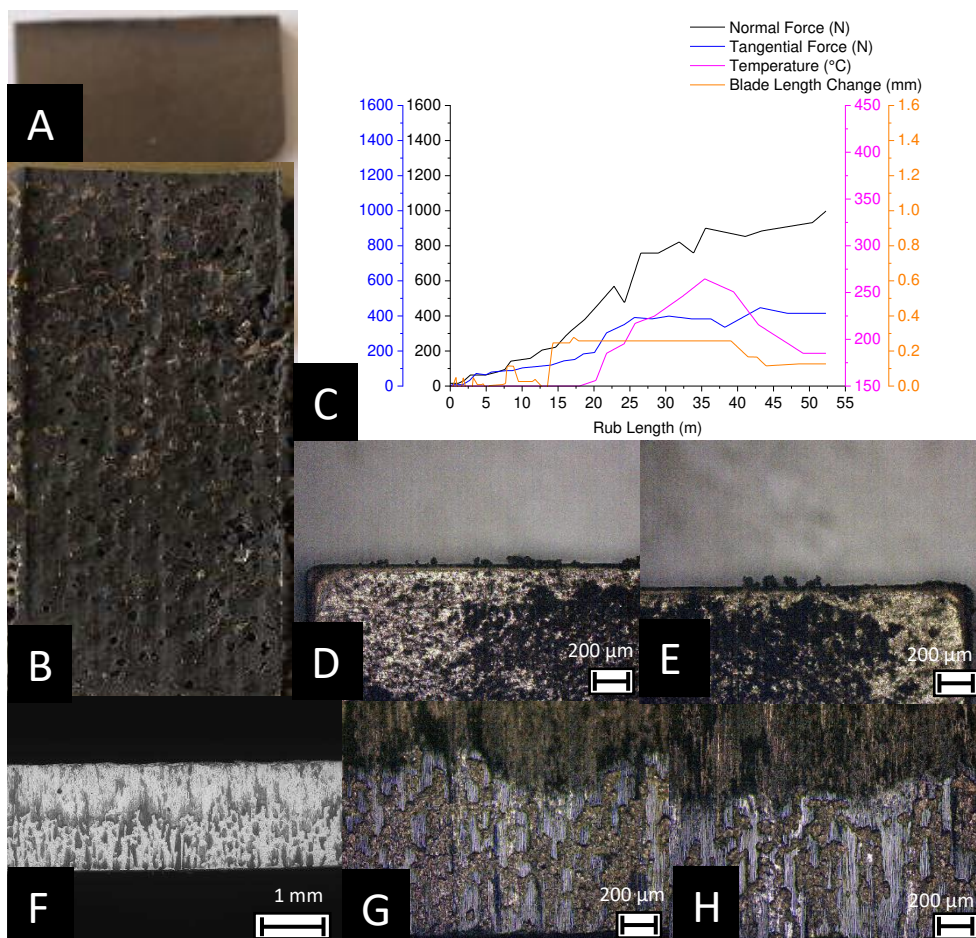 A
Normal Force (N)
Tangential Force (N)
Temperature (°C)
Blade Length Change (mm)
1600 1600 450 1.6
1400 1400 400 1.4
1200 1200 1.2
350
1000 1000 1.0
800 800 300 0.8
600 600 0.6
250
400 400 0.4
200
200 200 0.2
0 0 150 0.0
0 5 10 15 20 25 30 35 40 45 50 55
Rub Length (m)
C
B
D
200 µm
E
200 µm
F
1 mm
G
200 µm
H
200 µm